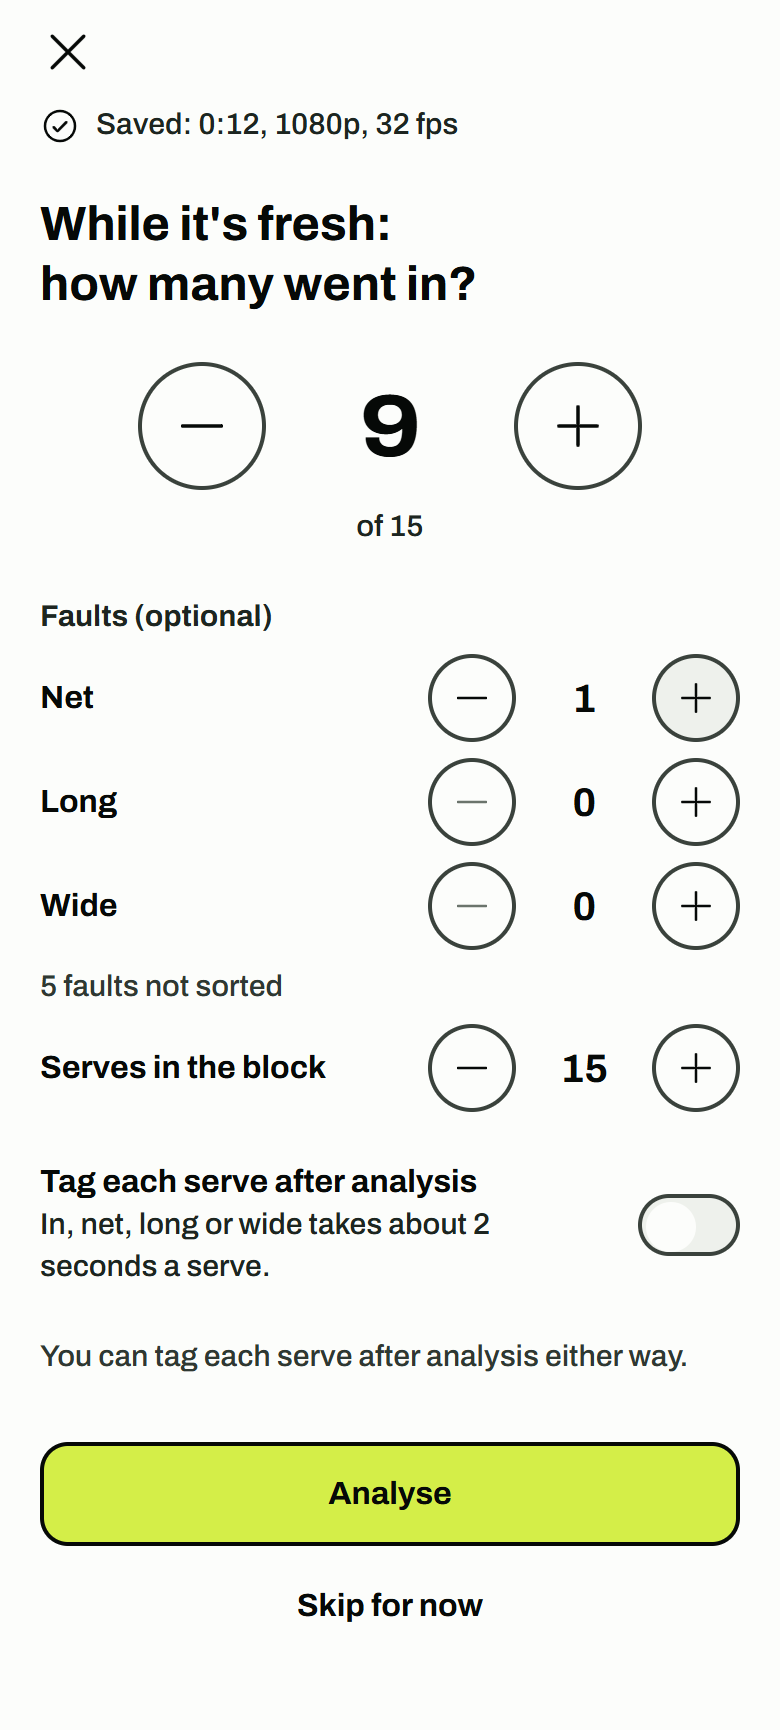 Saved: 0:12, 1080p, 32 fps
While it's fresh:
how many went in?
9
of 15
Faults (optional)
Net 1
Long 0
Wide 0
5 faults not sorted
Serves in the block 15
Tag each serve after analysis
In, net, long or wide takes about 2
seconds a serve.
You can tag each serve after analysis either way.
Analyse
Skip for now